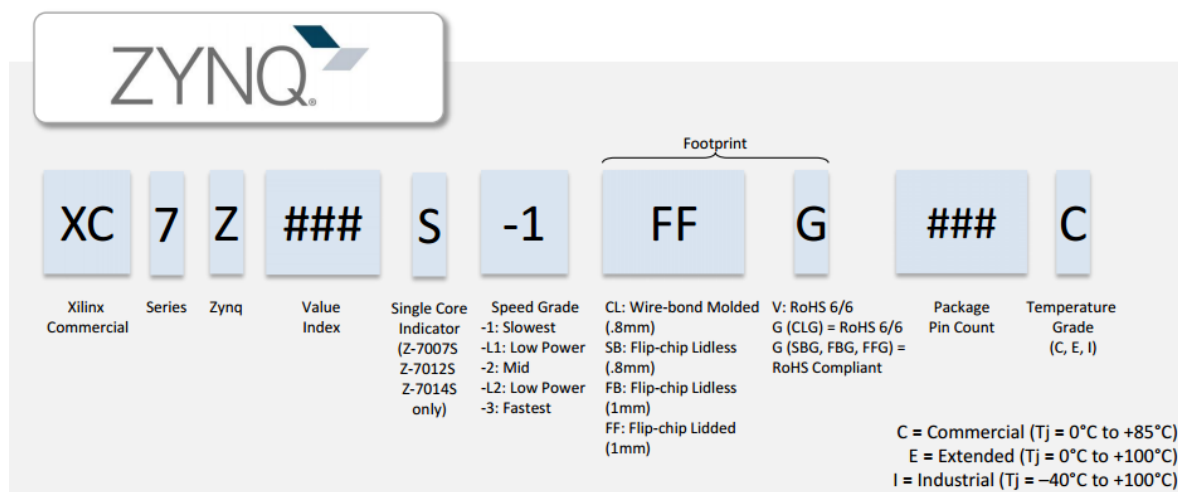 ZYNQ®
Footprint
XC 7 Z ### S -1 FF G ### C
Xilinx
Commercial
Series
Zynq
Value
Index
Single Core
Indicator
(Z-7007S
Z-7012S
Z-7014S
only)
Speed Grade
-1: Slowest
-L1: Low Power
-2: Mid
-L2: Low Power
-3: Fastest
CL: Wire-bond Molded
(.8mm)
SB: Flip-chip Lidless
(.8mm)
FB: Flip-chip Lidless
(1mm)
FF: Flip-chip Lidded
(1mm)
V: RoHS 6/6
G (CLG) = RoHS 6/6
G (SBG, FBG, FFG) =
RoHS Compliant
Package
Pin Count
Temperature
Grade
(C, E, I)
C = Commercial (Tj = 0°C to +85°C)
E = Extended (Tj = 0°C to +100°C)
I = Industrial (Tj = –40°C to +100°C)